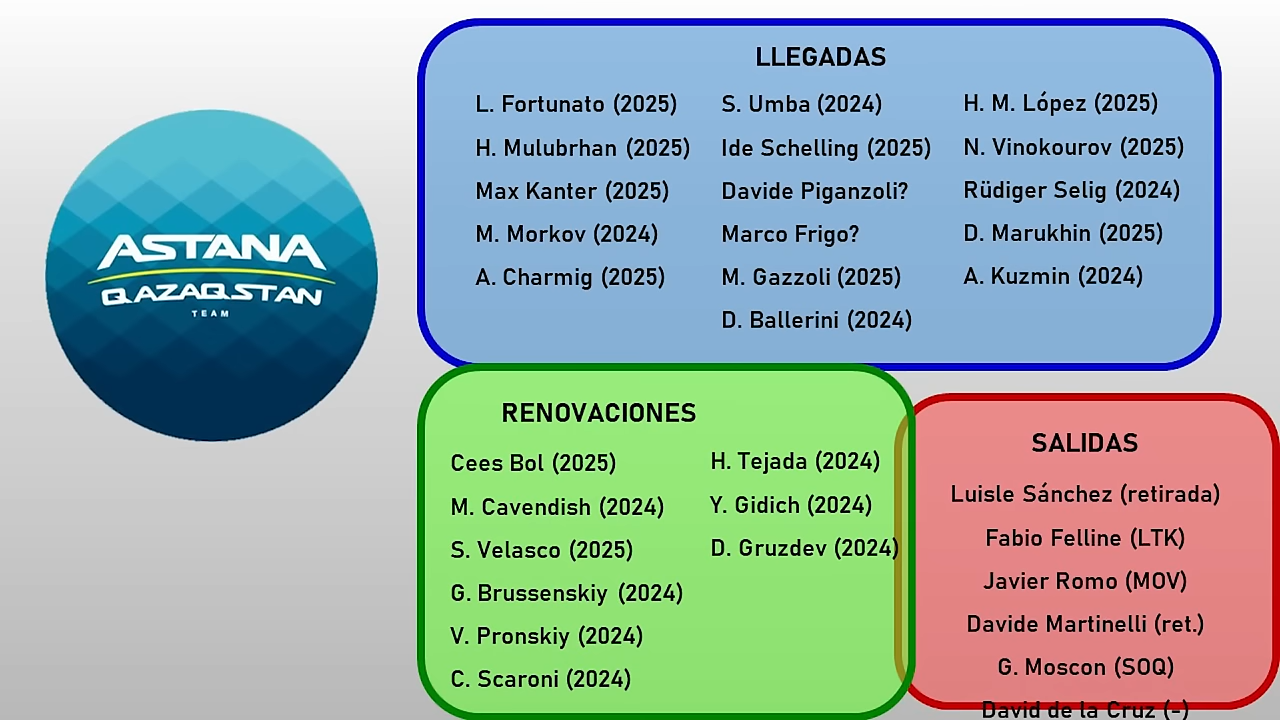 ASTANA
QAZAQSTAN
TEAM
LLEGADAS
L. Fortunato (2025)
H. Mulubrhan (2025)
Max Kanter (2025)
M. Morkov (2024)
A. Charmig (2025)
S. Umba (2024)
Ide Schelling (2025)
Davide Piganzoli?
Marco Frigo?
M. Gazzoli (2025)
D. Ballerini (2024)
H. M. López (2025)
N. Vinokourov (2025)
Rüdiger Selig (2024)
D. Marukhin (2025)
A. Kuzmin (2024)
RENOVACIONES
Cees Bol (2025)
M. Cavendish (2024)
S. Velasco (2025)
G. Brussenskiy (2024)
V. Pronskiy (2024)
C. Scaroni (2024)
H. Tejada (2024)
Y. Gidich (2024)
D. Gruzdev (2024)
SALIDAS
Luisle Sánchez (retirada)
Fabio Felline (LTK)
Javier Romo (MOV)
Davide Martinelli (ret.)
G. Moscon (SOQ)
David de la Cruz (-)